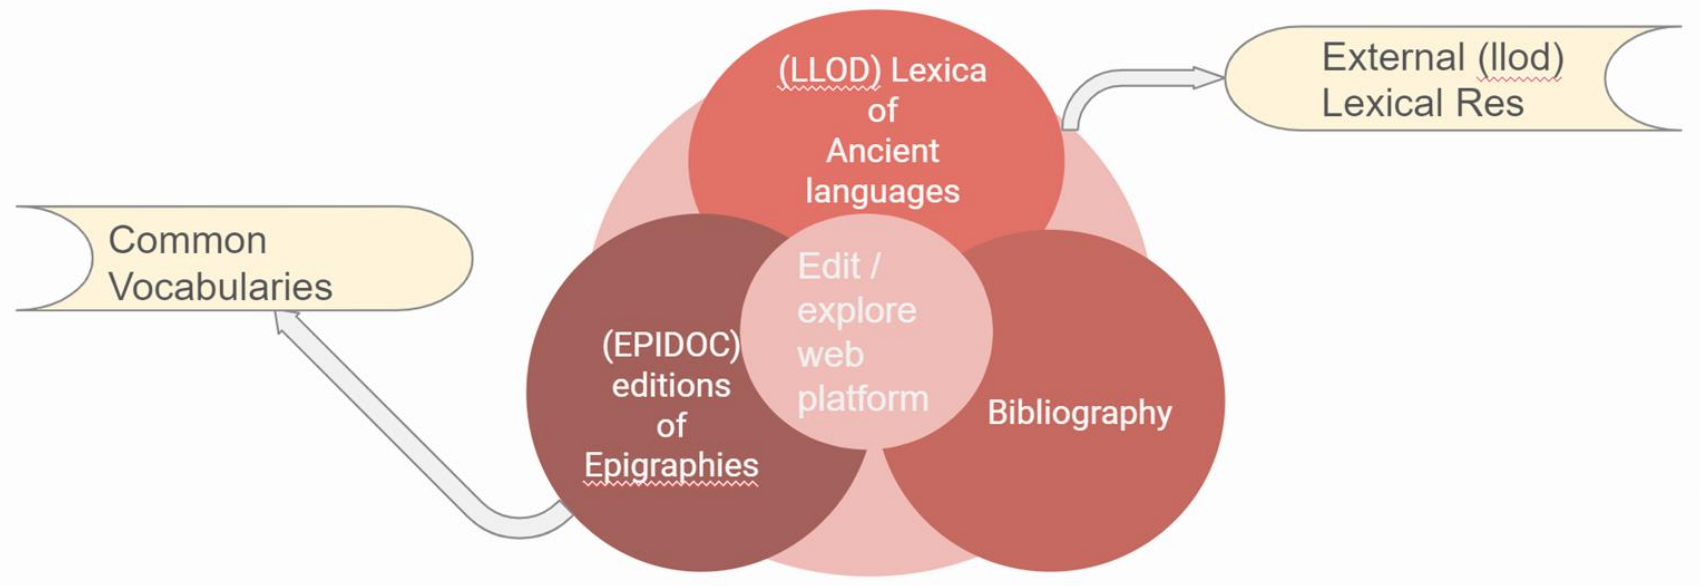 (LLOD) Lexica
of
Ancient
languages
External (llod)
Lexical Res
Common
Vocabularies
(EPIDOC)
editions
of
Epigraphies
Edit /
explore
web
platform
Bibliography